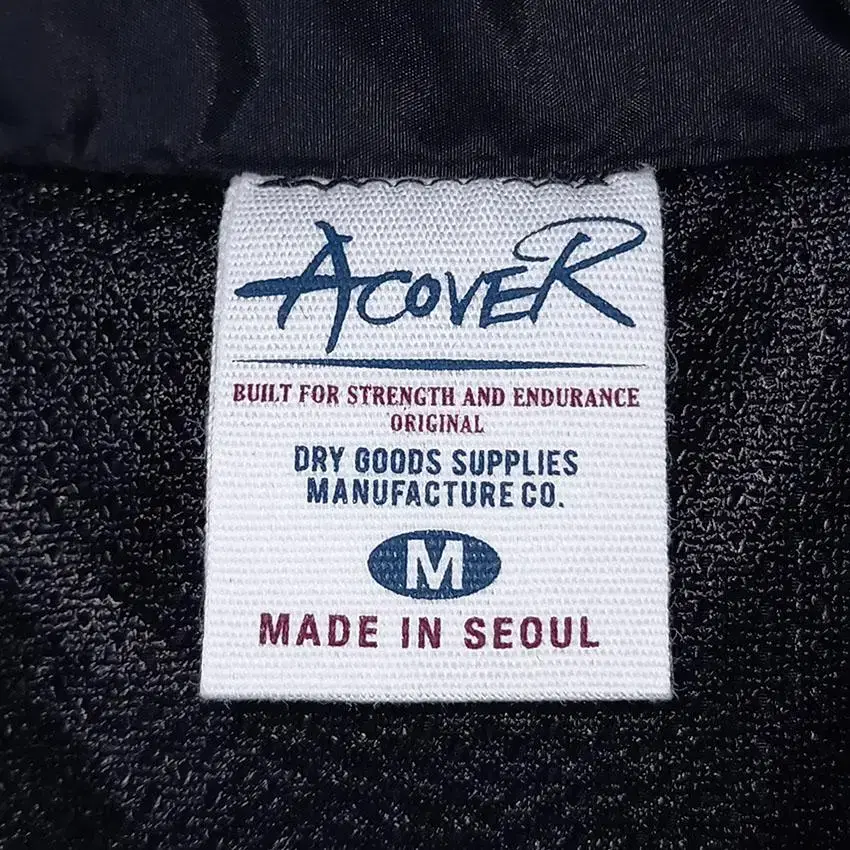 ACOVER
BUILT FOR STRENGTH AND ENDURANCE
ORIGINAL
DRY GOODS SUPPLIES
MANUFACTURE CO.
M
MADE IN SEOUL